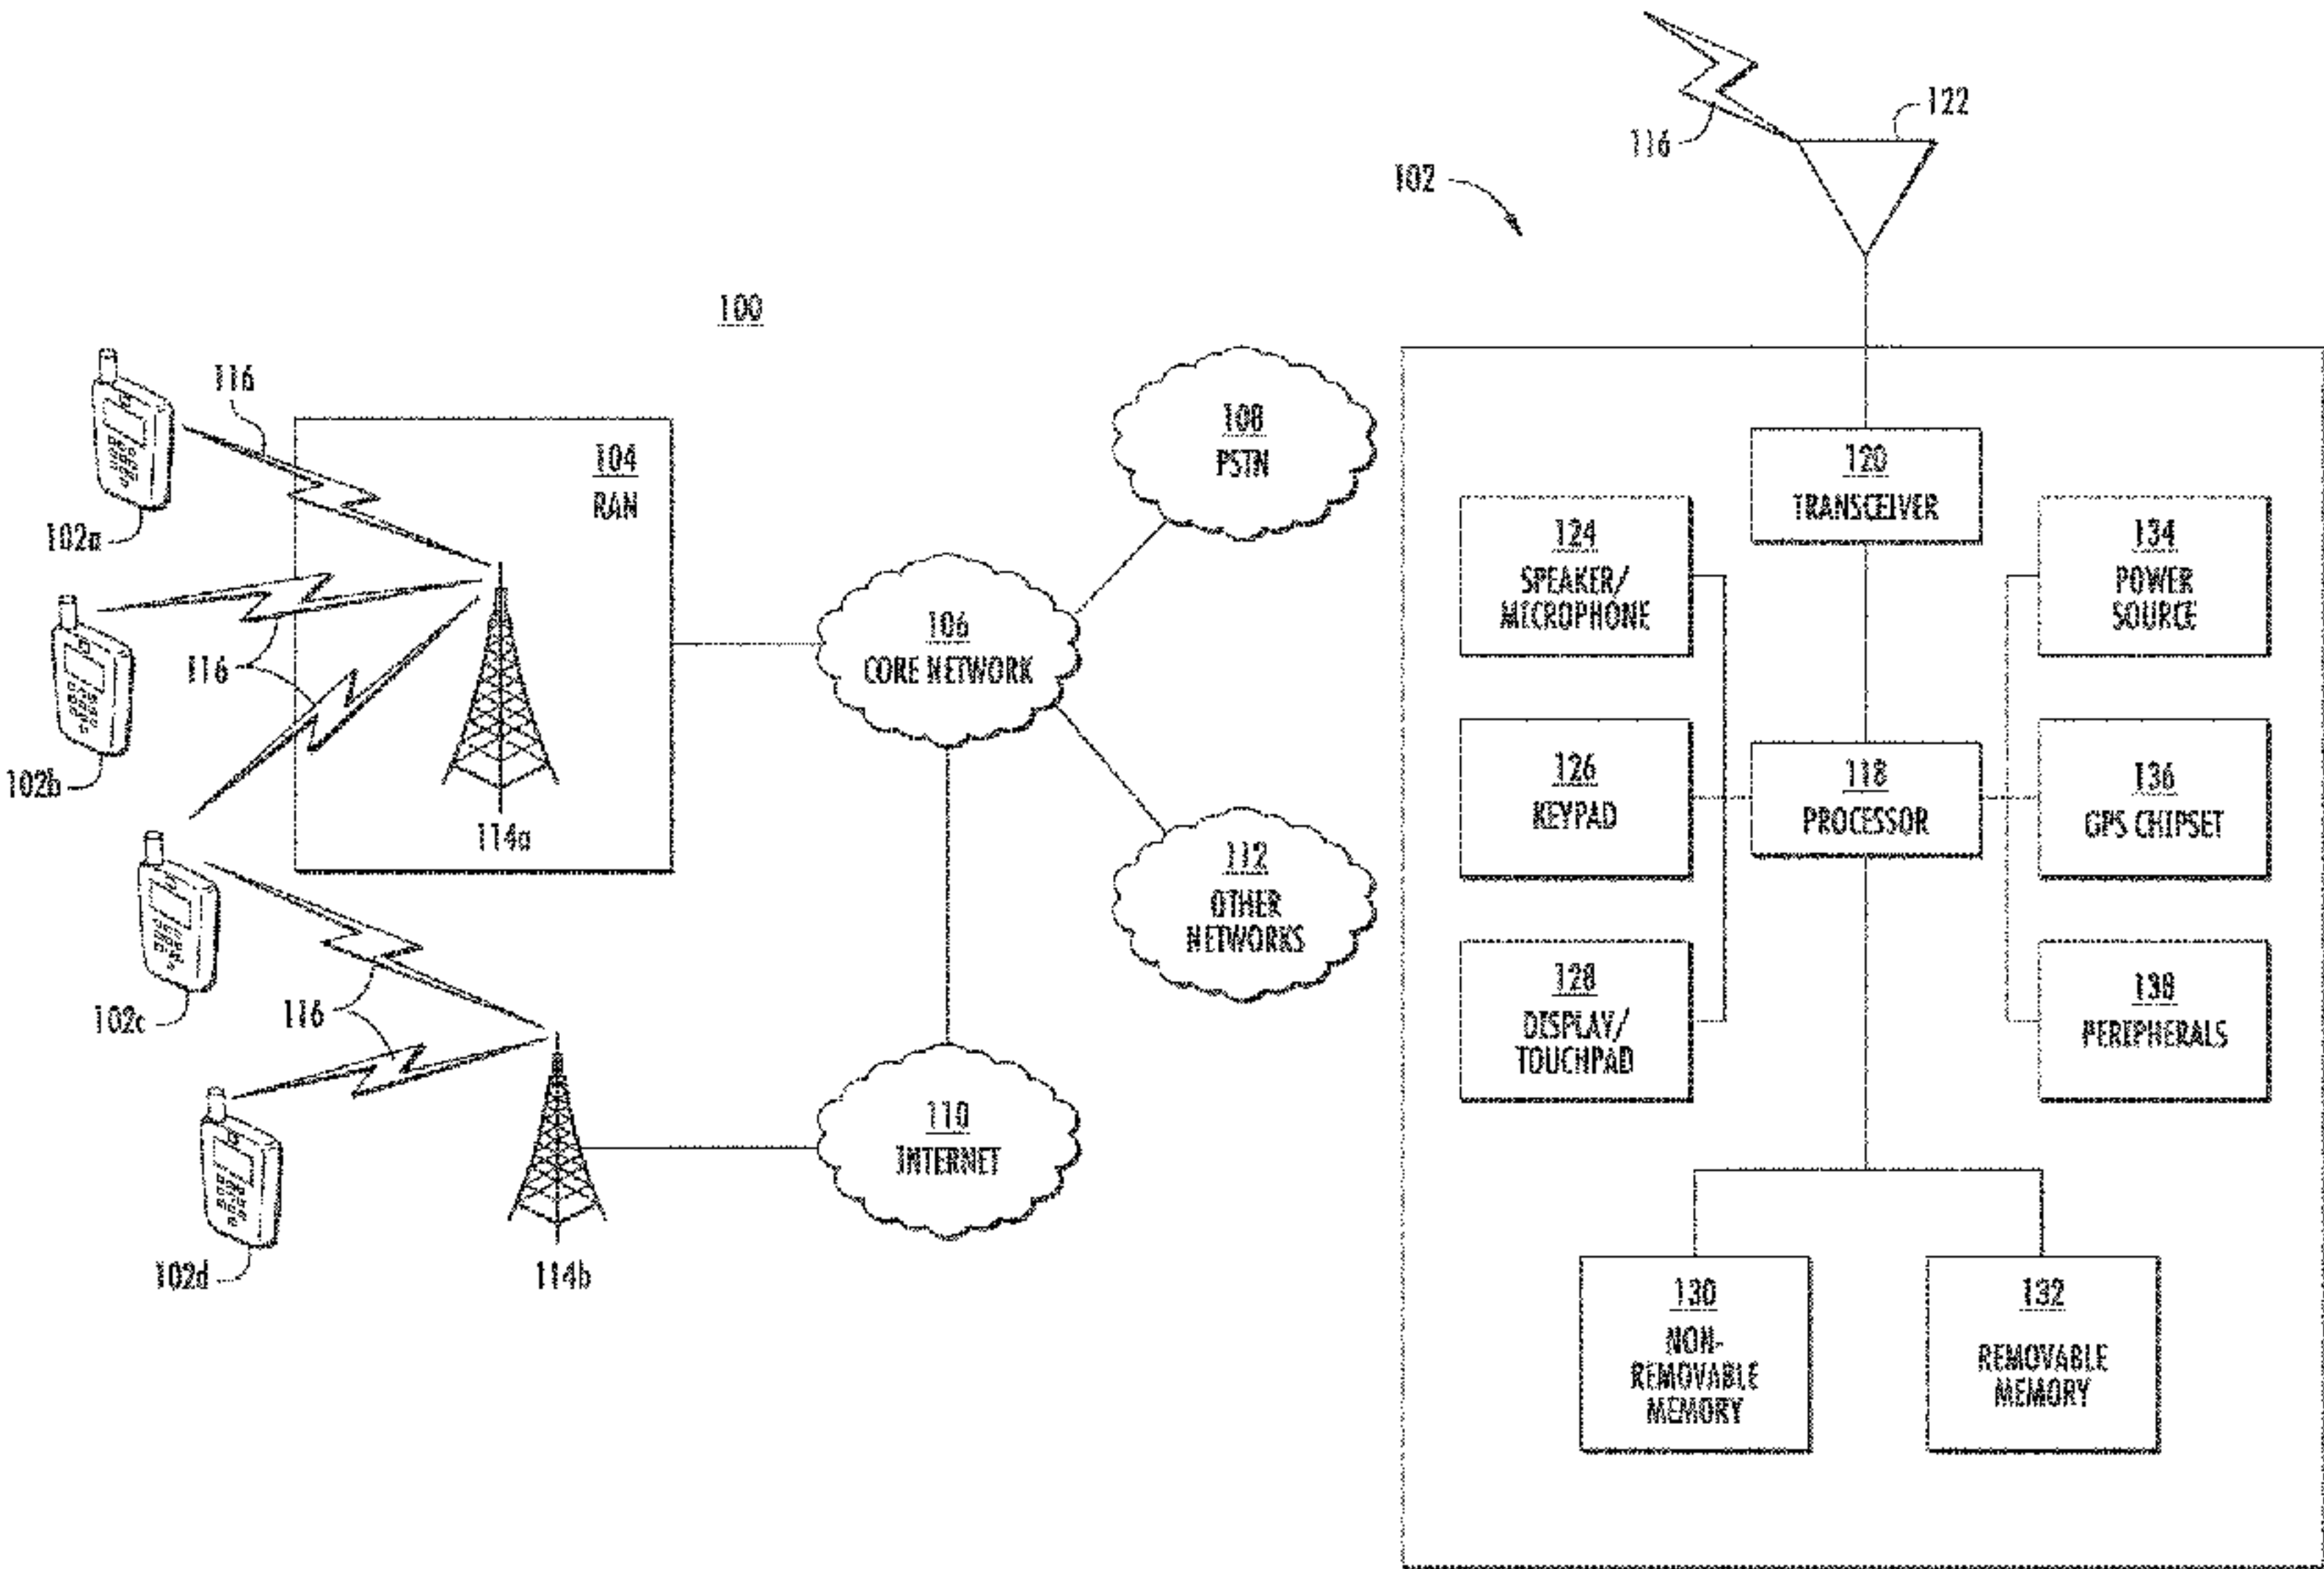 100
116
102a
104
RAN
102b
116
114a
102c
116
102d
114b
106
CORE NETWORK
108
PSTN
112
OTHER
NETWORKS
110
INTERNET
116
122
102
120
TRANSCEIVER
124
SPEAKER/
MICROPHONE
134
POWER
SOURCE
126
KEYPAD
118
PROCESSOR
136
GPS CHIPSET
128
DISPLAY/
TOUCHPAD
138
PERIPHERALS
130
NON-
REMOVABLE
MEMORY
132
REMOVABLE
MEMORY